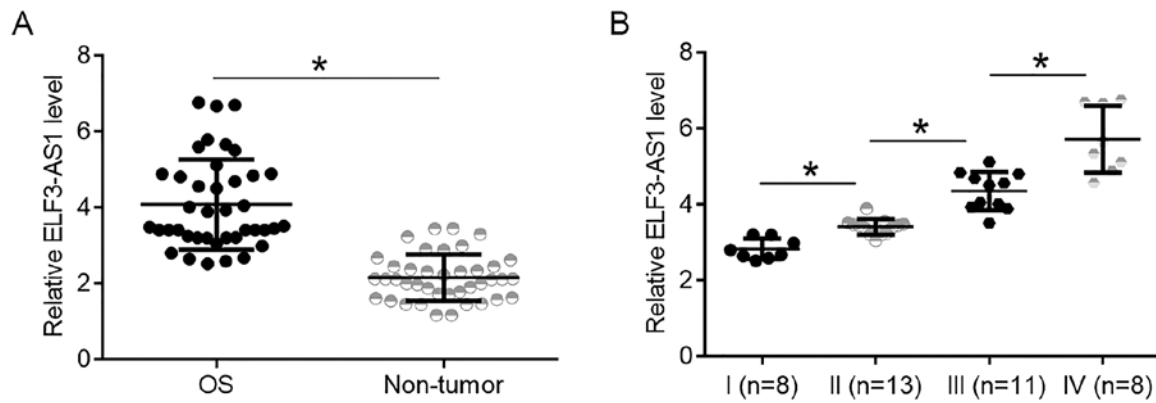 A
Relative ELF3-AS1 level
8
6
4
2
0
*
OS
Non-tumor
B
Relative ELF3-AS1 level
8
6
4
2
0
*
*
*
I (n=8)
II (n=13)
III (n=11)
IV (n=8)